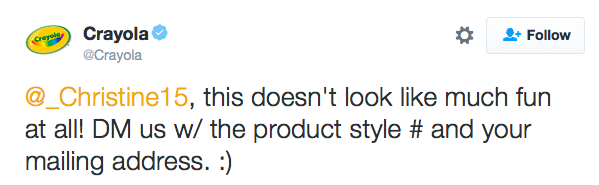 Crayola
Crayola
@Crayola
Follow
@_Christine15, this doesn't look like much fun
at all! DM us w/ the product style # and your
mailing address. :)